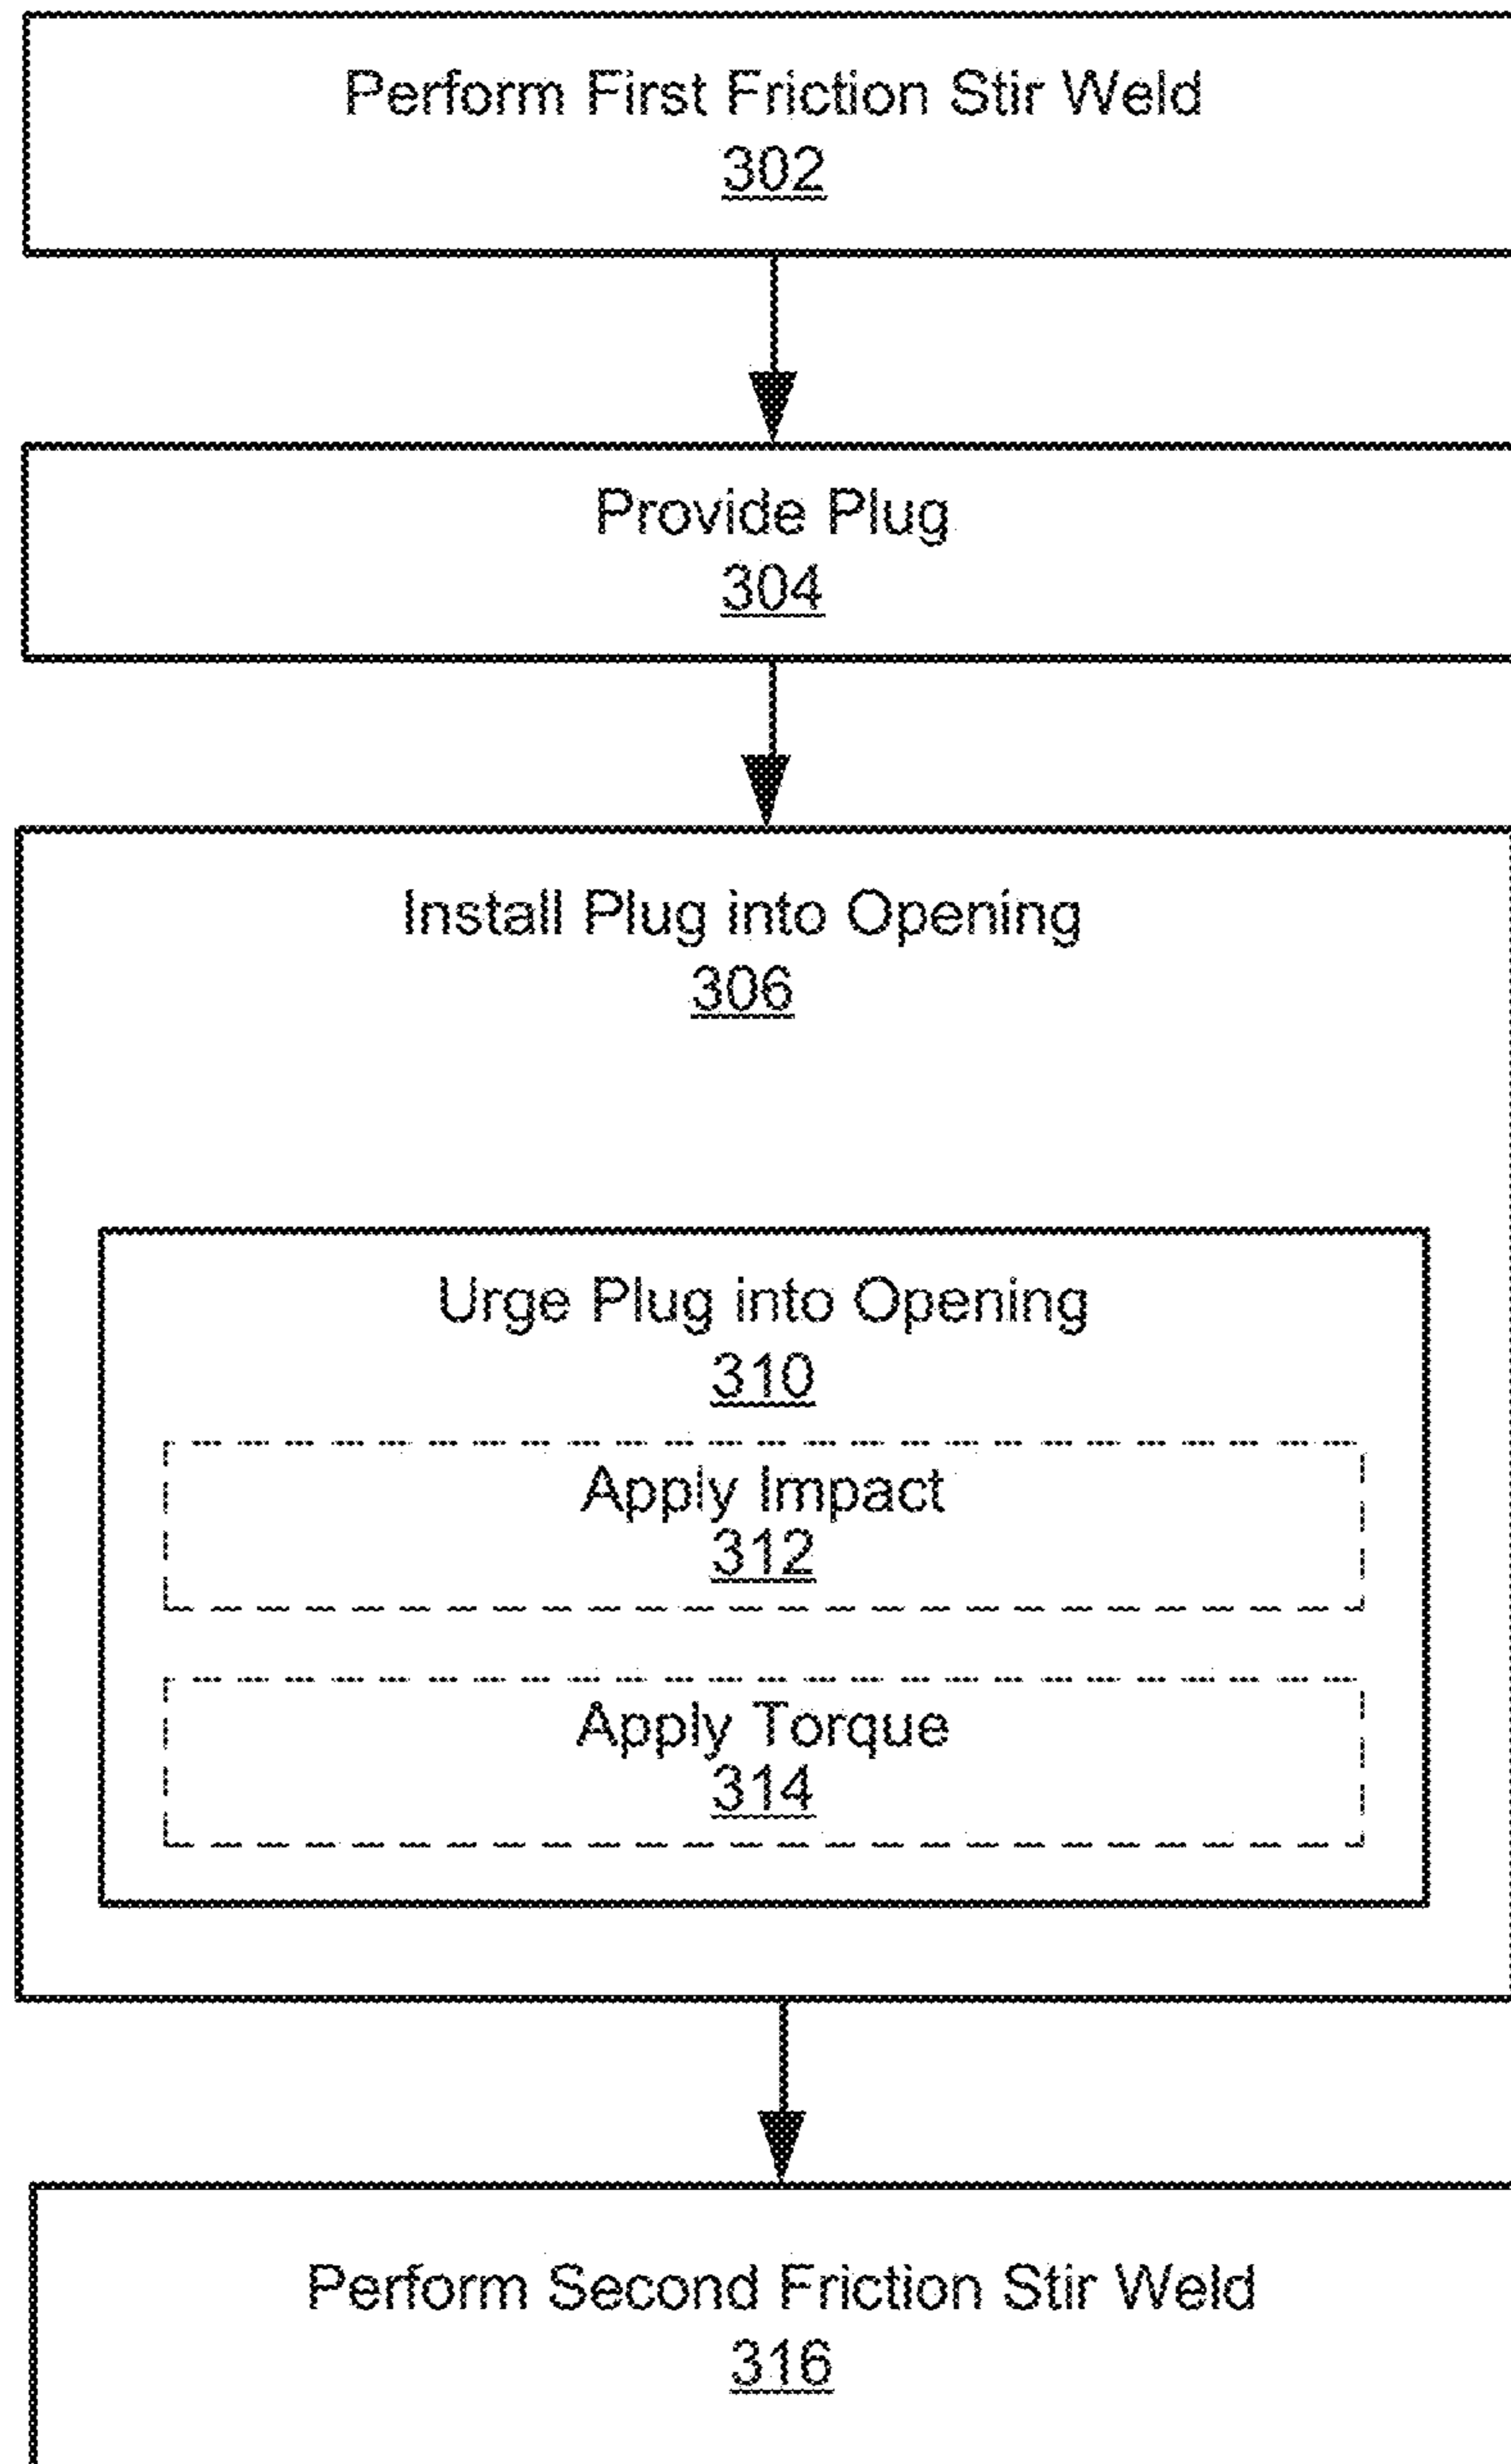 Perform First Friction Stir Weld
302
Provide Plug
304
Install Plug into Opening
306
Urge Plug into Opening
310
Apply Impact
312
Apply Torque
314
Perform Second Friction Stir Weld
316